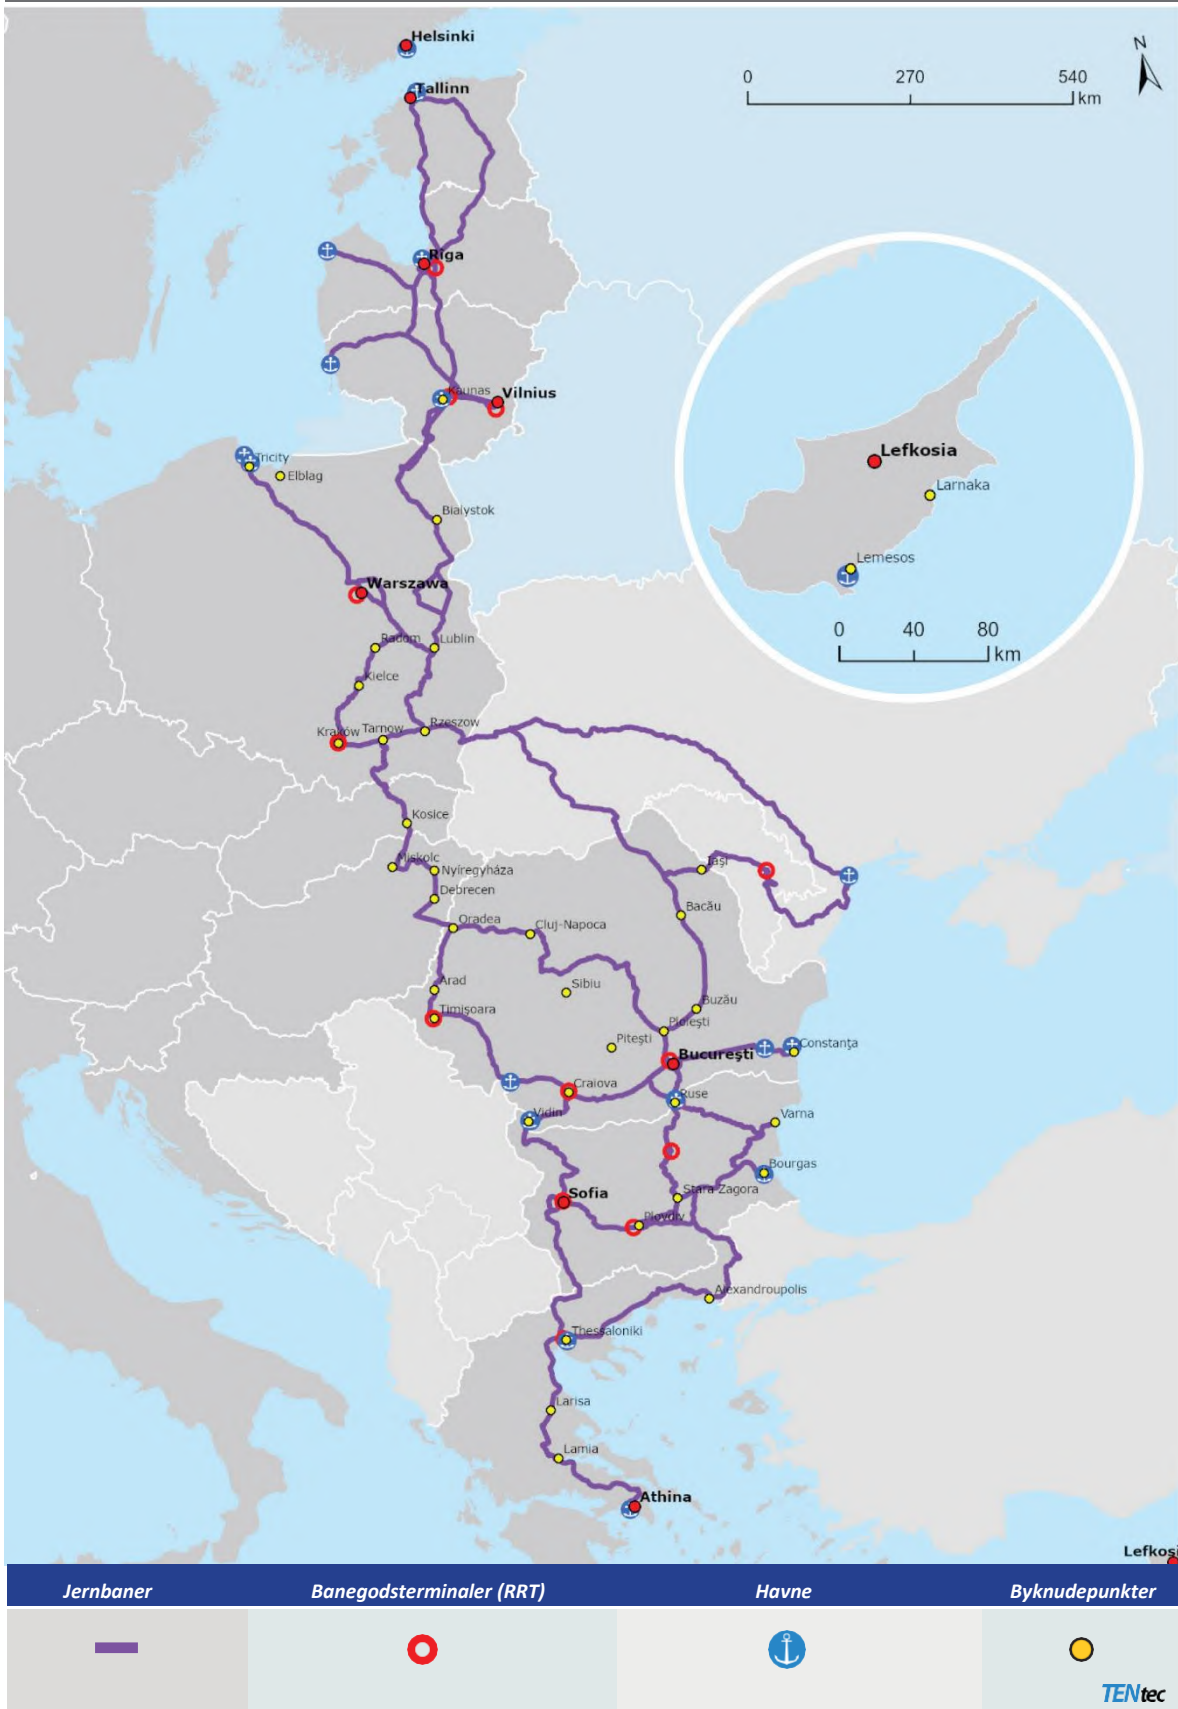 Helsinki
N
0 270 540
km
Tallinn
Riga
Kaunas
Vilnius
Tricity
Elblag
Bialystok
Lefkosia
Larnaka
Lemesos
0 40 80
km
Warszawa
Radom
Lublin
Kielce
Kraków
Tarnow
Rzeszow
Kosice
Miskolc
Nyíregyháza
Debrecen
Iaşi
Bacău
Oradea
Cluj-Napoca
Arad
Sibiu
Timişoara
Buzău
Ploieşti
Piteşti
Bucureşti
Constanţa
Craiova
Ruse
Vidin
Varna
Bourgas
Sofia
Stara Zagora
Plovdiv
Alexandroupolis
Thessaloniki
Larisa
Lamia
Athina
Lefkosi
Jernbaner Banegodsterminaler (RRT) Havne Byknudepunkter
TENtec